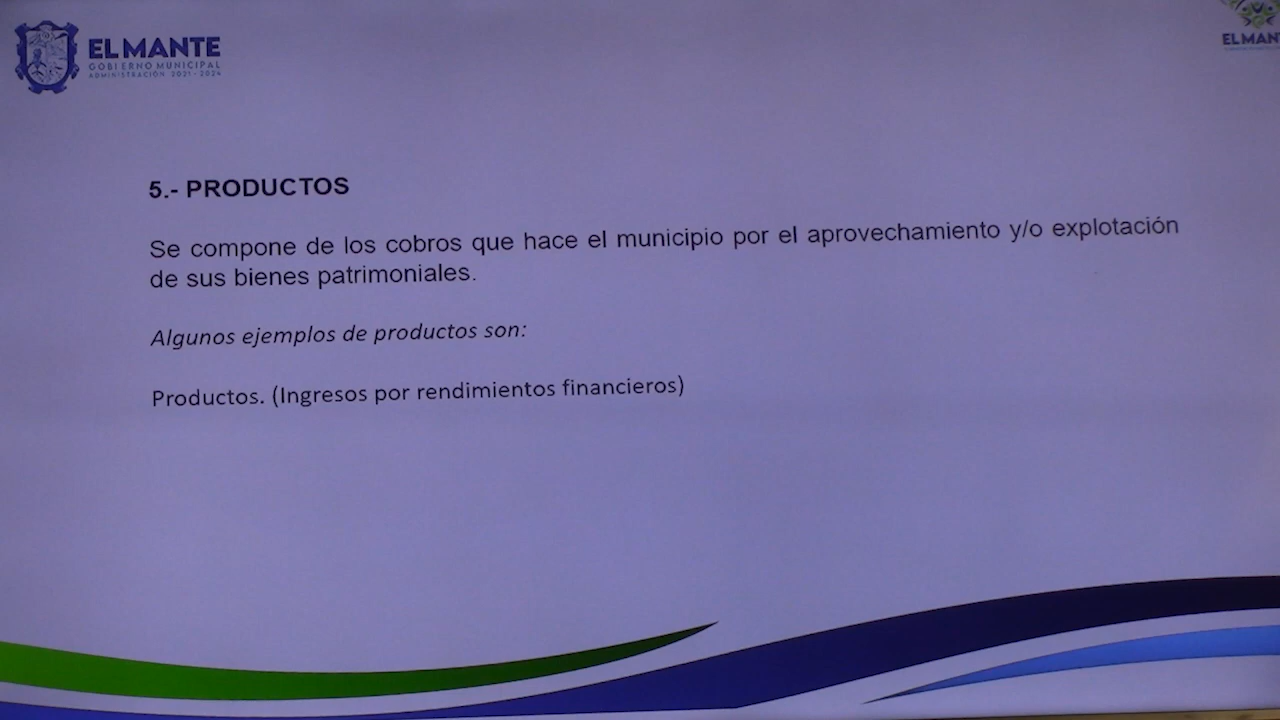 EL MANTE
GOBIERNO MUNICIPAL
ADMINISTRACIÓN 2021 - 2024
EL MANT
5.- PRODUCTOS
Se compone de los cobros que hace el municipio por el aprovechamiento y/o explotación
de sus bienes patrimoniales.
Algunos ejemplos de productos son:
Productos. (Ingresos por rendimientos financieros)